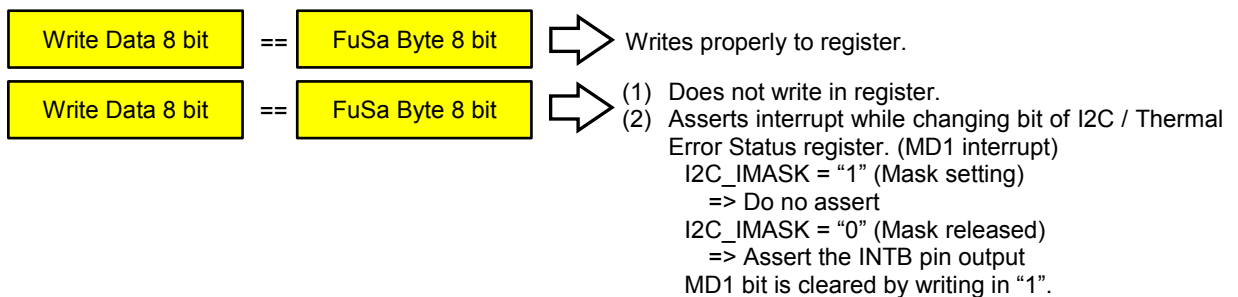 Write Data 8 bit == FuSa Byte 8 bit Writes properly to register.
Write Data 8 bit == FuSa Byte 8 bit (1) Does not write in register.
(2) Asserts interrupt while changing bit of I2C / Thermal
Error Status register. (MD1 interrupt)
I2C_IMASK = “1” (Mask setting)
=> Do no assert
I2C_IMASK = “0” (Mask released)
=> Assert the INTB pin output
MD1 bit is cleared by writing in “1”.